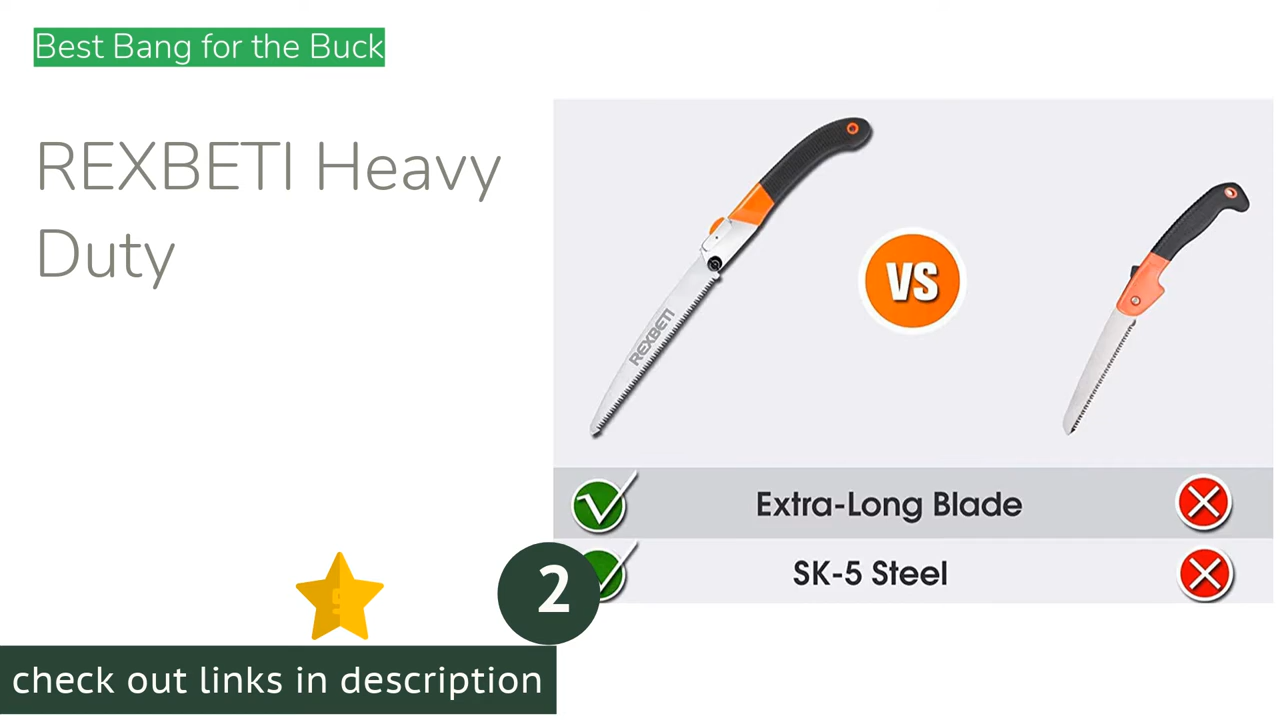 Best Bang for the Buck
REXBETI Heavy
Duty
REXBETI
VS
Extra-Long Blade
SK-5 Steel
2
check out links in description